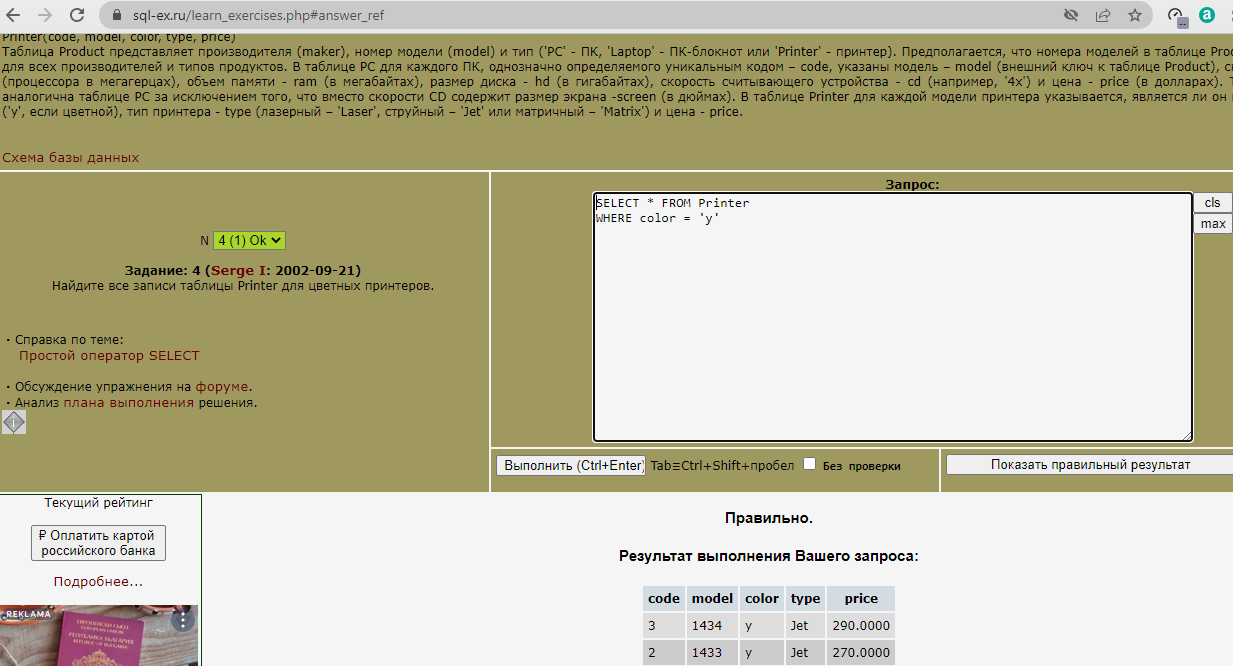 sql-ex.ru/learn_exercises.php#answer_ref
Printer(code, model, color, type, price)
Таблица Product представляет производителя (maker), номер модели (model) и тип ('PC' - ПК, 'Laptop' - ПК-блокнот или 'Printer' - принтер). Предполагается, что номера моделей в таблице
для всех производителей и типов продуктов. В таблице PC для каждого ПК, однозначно определяемого уникальным кодом – code, указаны модель – model (внешний ключ к таблице Product),
(процессора в мегагерцах), объем памяти - ram (в мегабайтах), размер диска - hd (в гигабайтах), скорость считывающего устройства - cd (например, '4x') и цена - price (в долларах).
аналогична таблице PC за исключением того, что вместо скорости CD содержит размер экрана -screen (в дюймах). В таблице Printer для каждой модели принтера указывается, является ли он
('y', если цветной), тип принтера - type (лазерный – 'Laser', струйный – 'Jet' или матричный – 'Matrix') и цена - price.
Схема базы данных
Запрос:
SELECT * FROM Printer
WHERE color = 'y'
cls
max
N 4 (1) Ok
Задание: 4 (Serge I: 2002-09-21)
Найдите все записи таблицы Printer для цветных принтеров.
· Справка по теме:
Простой оператор SELECT
· Обсуждение упражнения на форуме.
· Анализ плана выполнения решения.
Выполнить (Ctrl+Enter) Tab≡Ctrl+Shift+пробел Без проверки
Показать правильный результат
Текущий рейтинг
₽ Оплатить картой
российского банка
Подробнее...
REKLAMA
ЕВРОПЕЙСКИ СЪЮЗ
EUROPEAN UNION
РЕПУБЛИКА БЪЛГАРИЯ
REPUBLIC OF BULGARIA
Правильно.
Результат выполнения Вашего запроса:
code model color type price
3 1434 y Jet 290.0000
2 1433 y Jet 270.0000